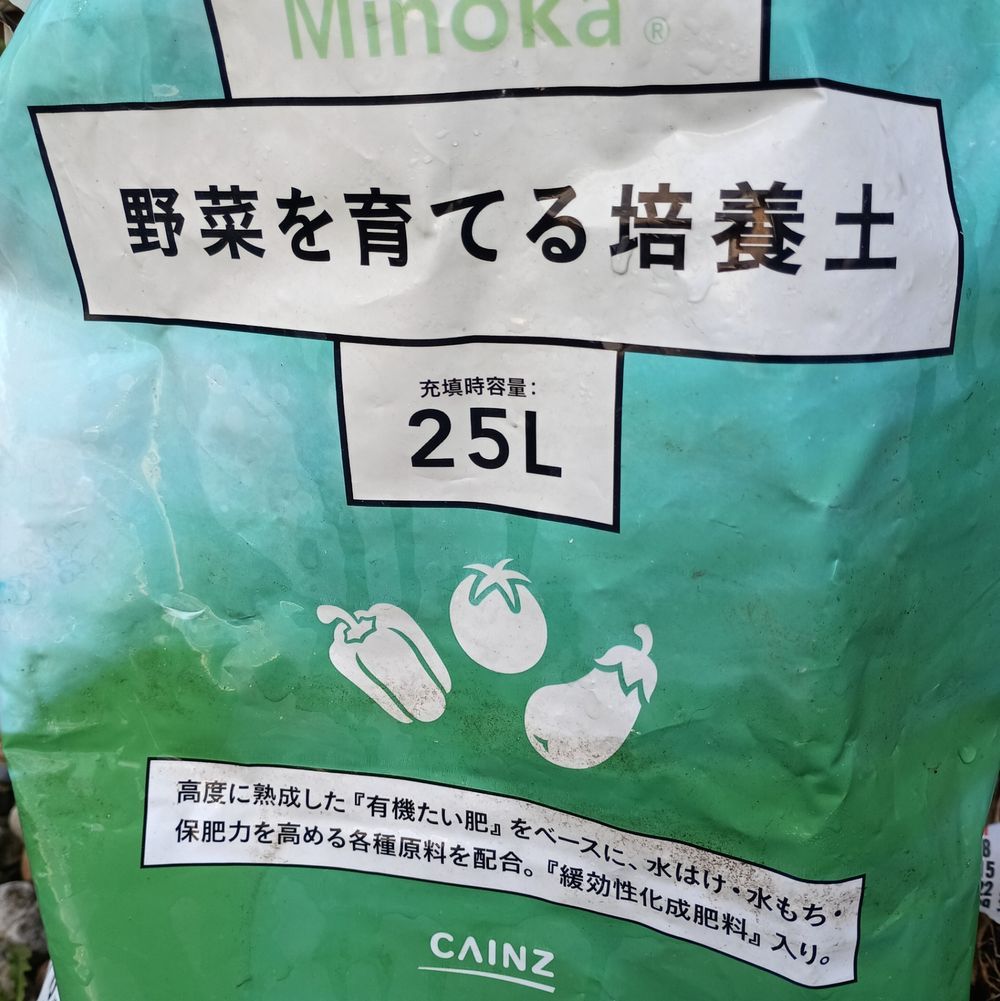 Minoka®
野菜を育てる培養土
充填時容量:
25L
高度に熟成した『有機たい肥』をベースに、水はけ・水もち・
保肥力を高める各種原料を配合。『緩効性化成肥料』入り。
CAINZ
8
5
22